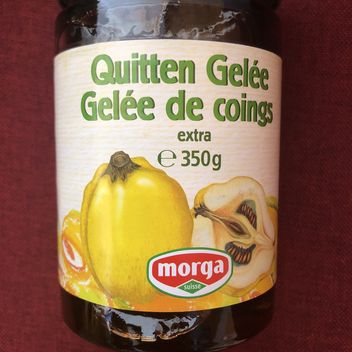 Quitten Gelée
Gelée de coings
extra
℮ 350g
morga
suisse